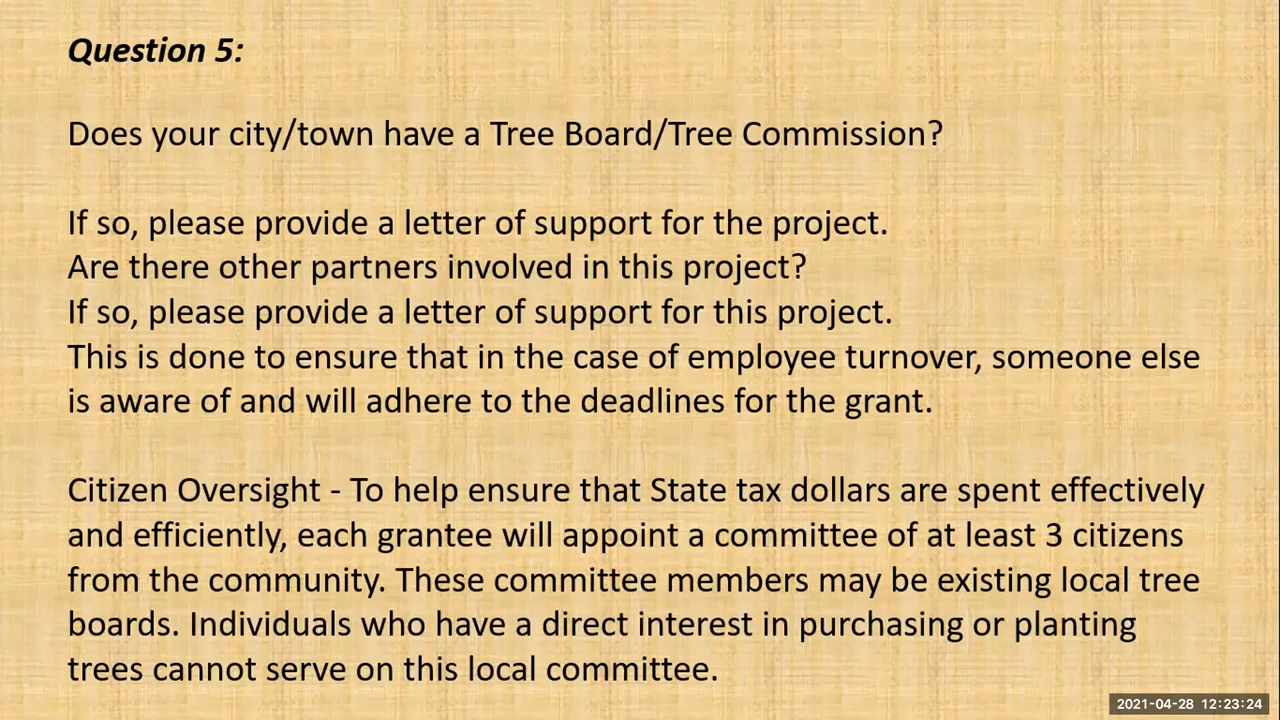 Question 5:
Does your city/town have a Tree Board/Tree Commission?
If so, please provide a letter of support for the project.
Are there other partners involved in this project?
If so, please provide a letter of support for this project.
This is done to ensure that in the case of employee turnover, someone else
is aware of and will adhere to the deadlines for the grant.
Citizen Oversight - To help ensure that State tax dollars are spent effectively
and efficiently, each grantee will appoint a committee of at least 3 citizens
from the community. These committee members may be existing local tree
boards. Individuals who have a direct interest in purchasing or planting
trees cannot serve on this local committee.
2021-04-28 12:23:24